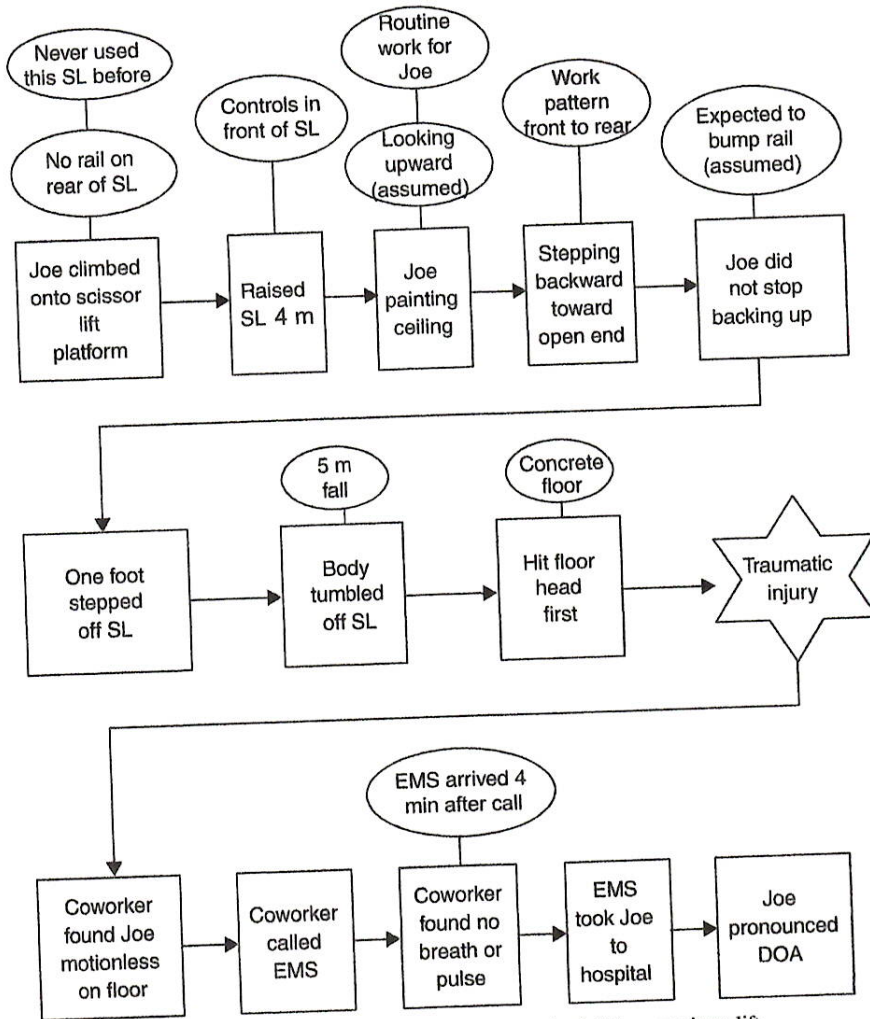 Never used
this SL before
No rail on
rear of SL
Joe climbed
onto scissor
lift
platform
Controls in
front of SL
Raised
SL 4 m
Routine
work for
Joe
Looking
upward
(assumed)
Joe
painting
ceiling
Work
pattern
front to rear
Stepping
backward
toward
open end
Expected to
bump rail
(assumed)
Joe did
not stop
backing up
One foot
stepped
off SL
5 m
fall
Body
tumbled
off SL
Concrete
floor
Hit floor
head
first
Traumatic
injury
Coworker
found Joe
motionless
on floor
Coworker
called
EMS
EMS arrived 4
min after call
Coworker
found no
breath or
pulse
EMS
took Joe
to
hospital
Joe
pronounced
DOA